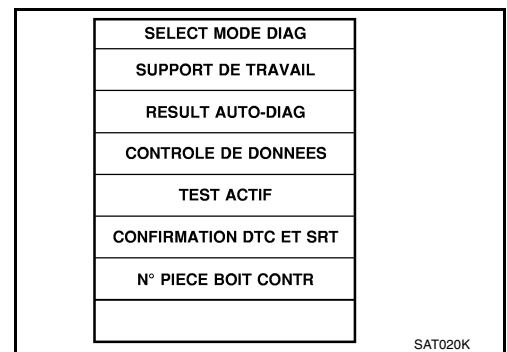 SELECT MODE DIAG
SUPPORT DE TRAVAIL
RESULT AUTO-DIAG
CONTROLE DE DONNEES
TEST ACTIF
CONFIRMATION DTC ET SRT
N° PIECE BOIT CONTR
SAT020K